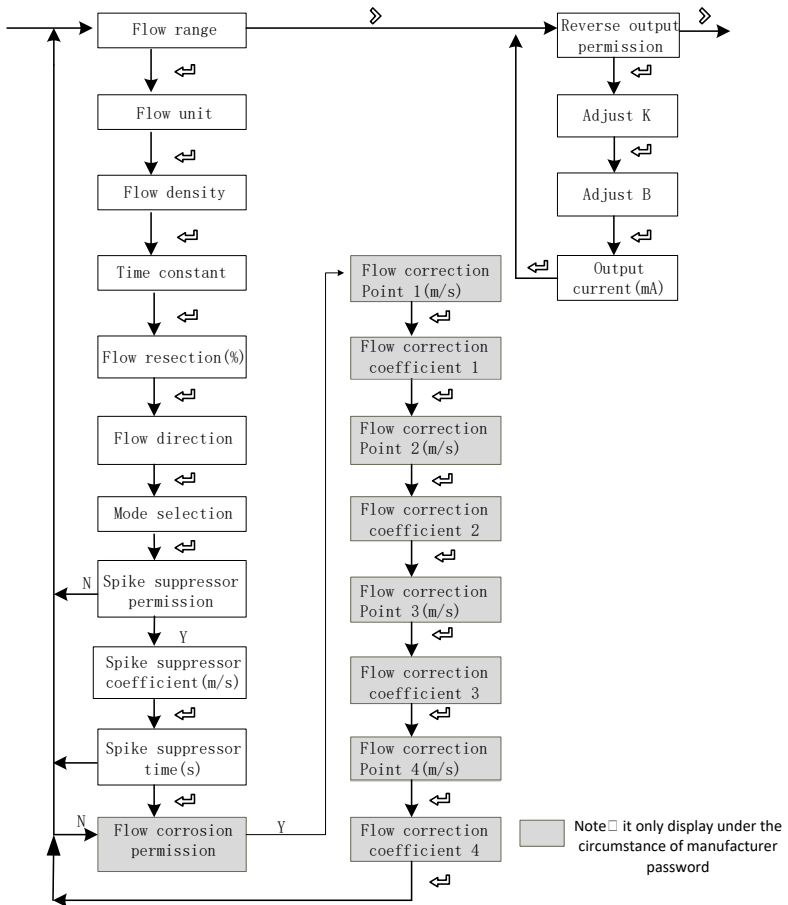 Flow range
Flow unit
Flow density
Time constant
Flow resection(%)
Flow direction
Mode selection
N
Spike suppressor
permission
Y
Spike suppressor
coefficient(m/s)
Spike suppressor
time(s)
N
Flow corrosion
permission
Y
Flow correction
Point 1(m/s)
Flow correction
coefficient 1
Flow correction
Point 2(m/s)
Flow correction
coefficient 2
Flow correction
Point 3(m/s)
Flow correction
coefficient 3
Flow correction
Point 4(m/s)
Flow correction
coefficient 4
Reverse output
permission
Adjust K
Adjust B
Output
current(mA)
Note□ it only display under the
circumstance of manufacturer
password